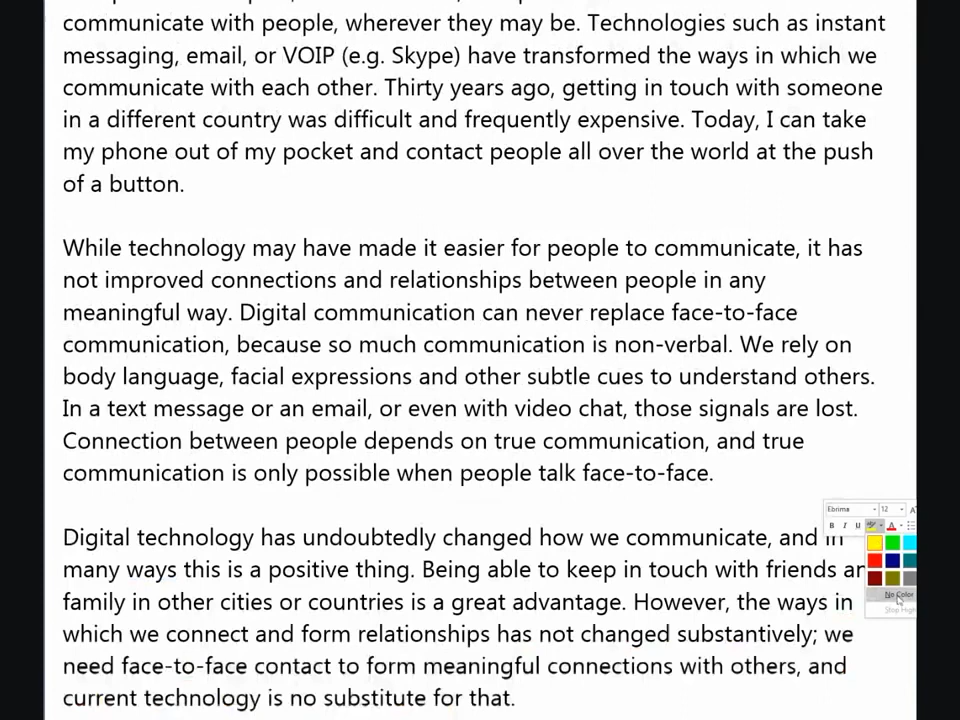 communicate with people, wherever they may be. Technologies such as instant
messaging, email, or VOIP (e.g. Skype) have transformed the ways in which we
communicate with each other. Thirty years ago, getting in touch with someone
in a different country was difficult and frequently expensive. Today, I can take
my phone out of my pocket and contact people all over the world at the push
of a button.
While technology may have made it easier for people to communicate, it has
not improved connections and relationships between people in any
meaningful way. Digital communication can never replace face-to-face
communication, because so much communication is non-verbal. We rely on
body language, facial expressions and other subtle cues to understand others.
In a text message or an email, or even with video chat, those signals are lost.
Connection between people depends on true communication, and true
communication is only possible when people talk face-to-face.
Ebrima 12 A
B I U ab A
Digital technology has undoubtedly changed how we communicate, and in
many ways this is a positive thing. Being able to keep in touch with friends an
No Color
family in other cities or countries is a great advantage. However, the ways in
Stop High
which we connect and form relationships has not changed substantively; we
need face-to-face contact to form meaningful connections with others, and
current technology is no substitute for that.